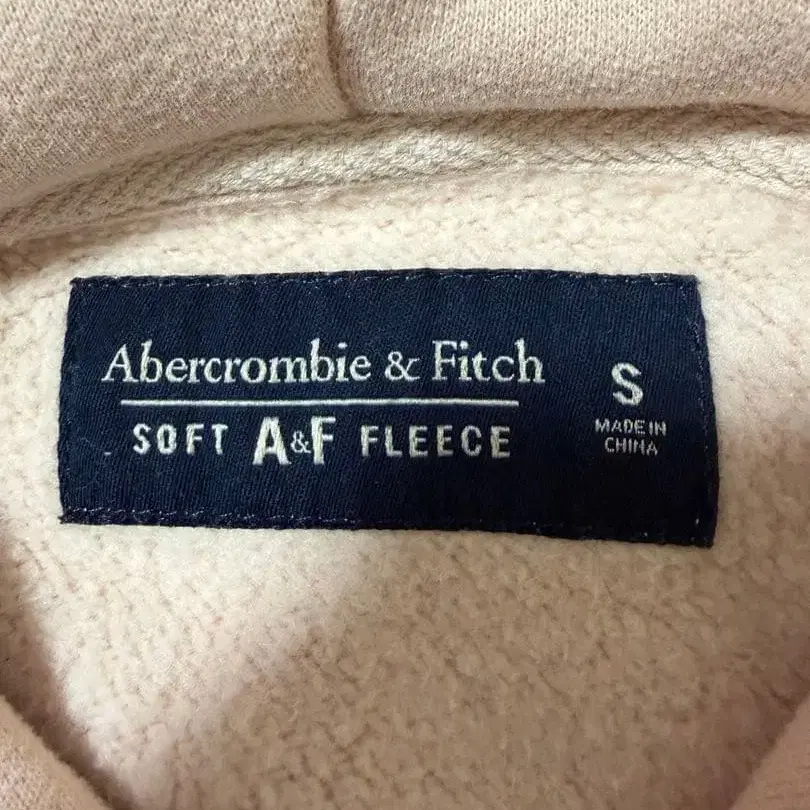 Abercrombie & Fitch
SOFT A&F FLEECE
S
MADE IN
CHINA